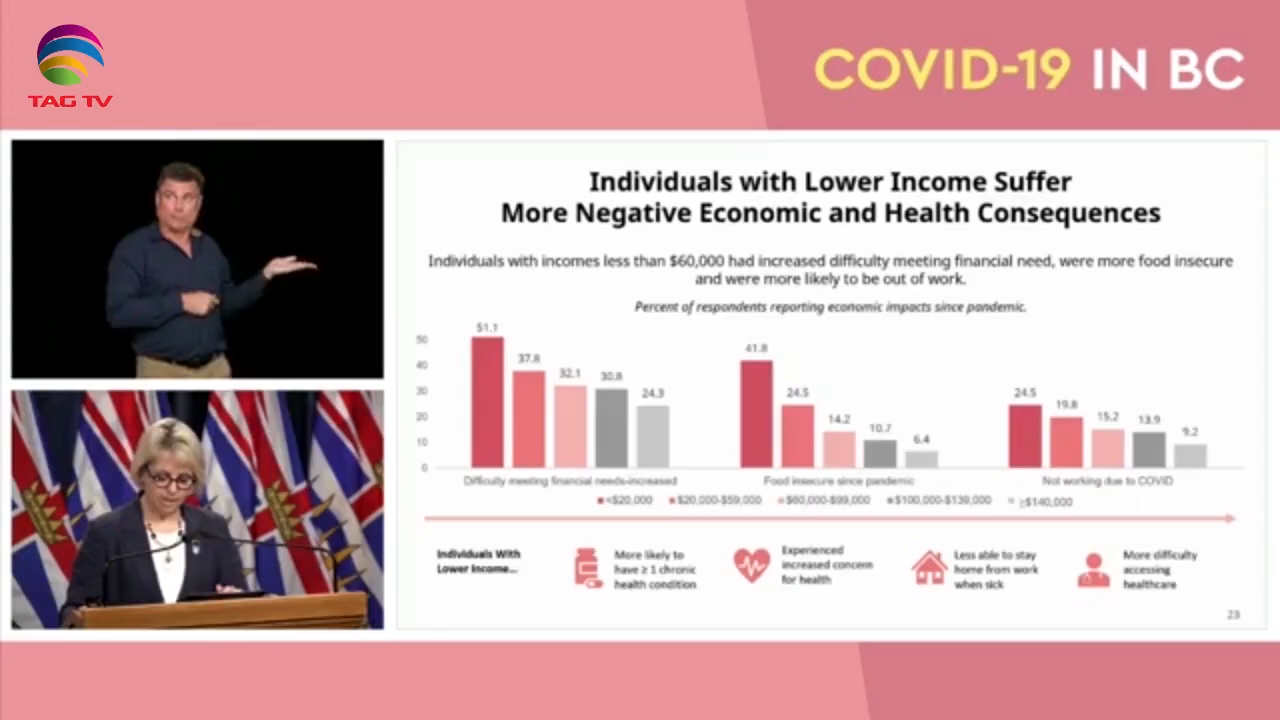 TAG TV
COVID-19 IN BC
Individuals with Lower Income Suffer
More Negative Economic and Health Consequences
Individuals with incomes less than $60,000 had increased difficulty meeting financial need, were more food insecure
and were more likely to be out of work.
Percent of respondents reporting economic impacts since pandemic.
50
40
30
20
10
0
51.1
37.8
32.1
30.8
24.3
41.8
24.5
14.2
10.7
6.4
24.5
19.8
15.2
13.9
9.2
Difficulty meeting financial needs-increased
Food insecure since pandemic
Not working due to COVID
<$20,000
$20,000-$59,000
$60,000-$99,000
$100,000-$139,000
≥$140,000
Individuals With
Lower Income...
More likely to
have ≥ 1 chronic
health condition
Experienced
increased concern
for health
Less able to stay
home from work
when sick
More difficulty
accessing
healthcare
23